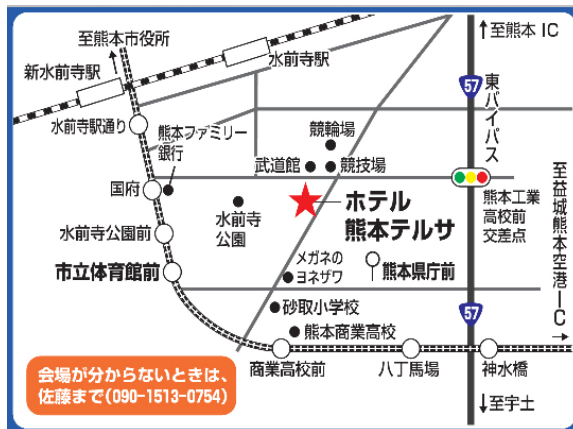 至熊本市役所
↑至熊本IC
新水前寺駅
水前寺駅
57
東バイパス
水前寺駅通り
熊本ファミリー
銀行
競輪場
武道館
競技場
国府
水前寺
公園
ホテル
熊本テルサ
熊本工業
高校前
交差点
至益城熊本空港IC
水前寺公園前
メガネの
ヨネザワ
熊本県庁前
市立体育館前
砂取小学校
57
熊本商業高校
商業高校前
八丁馬場
神水橋
会場が分からないときは、
佐藤まで(090-1513-0754)
↓至宇土